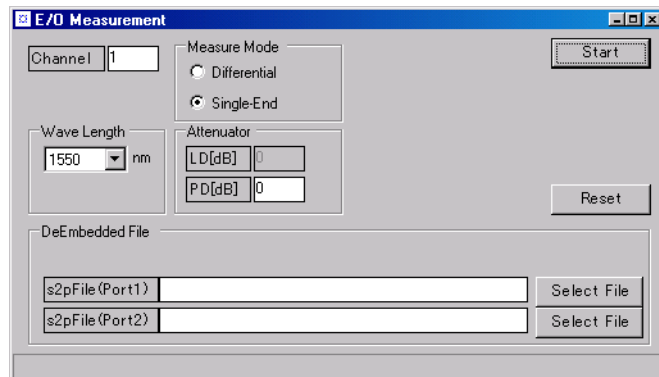 E/O Measurement
Channel 1
Measure Mode
Differential
Single-End
Start
Wave Length
1550 nm
Attenuator
LD[dB] 0
PD[dB] 0
Reset
DeEmbedded File
s2pFile(Port1) Select File
s2pFile(Port2) Select File